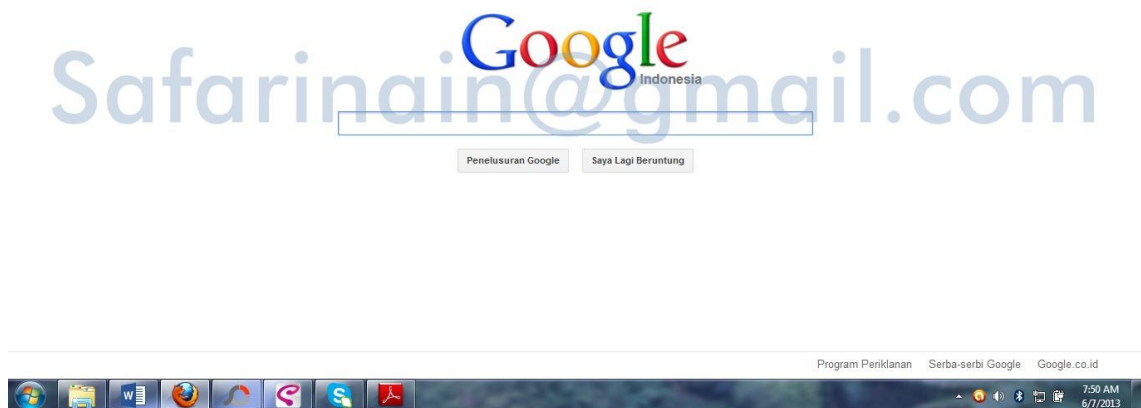 Google
Indonesia
Safarinain@gmail.com
Penelusuran Google Saya Lagi Beruntung
Program Periklanan Serba-serbi Google Google.co.id
7:50 AM
6/7/2013